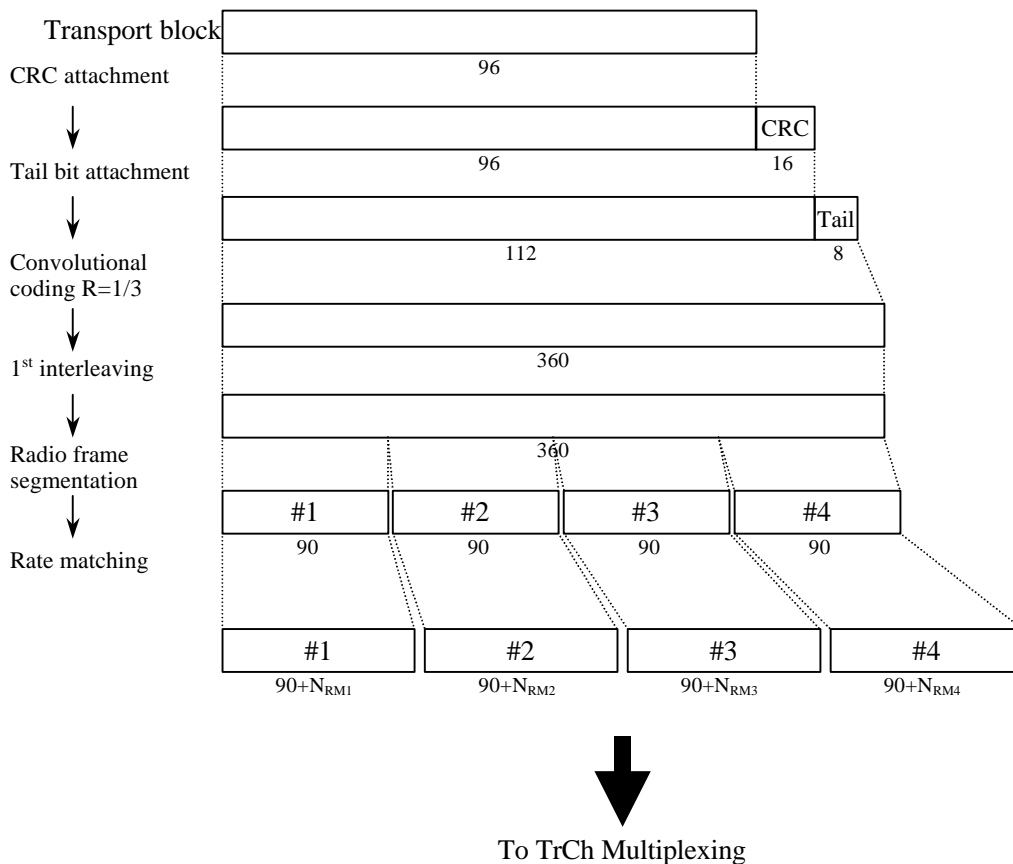 Transport block
96
CRC attachment
CRC
96 16
Tail bit attachment
Tail
112 8
Convolutional
coding R=1/3
360
1st interleaving
360
Radio frame
segmentation
#1 #2 #3 #4
90 90 90 90
Rate matching
#1 #2 #3 #4
90+NRM1 90+NRM2 90+NRM3 90+NRM4
To TrCh Multiplexing